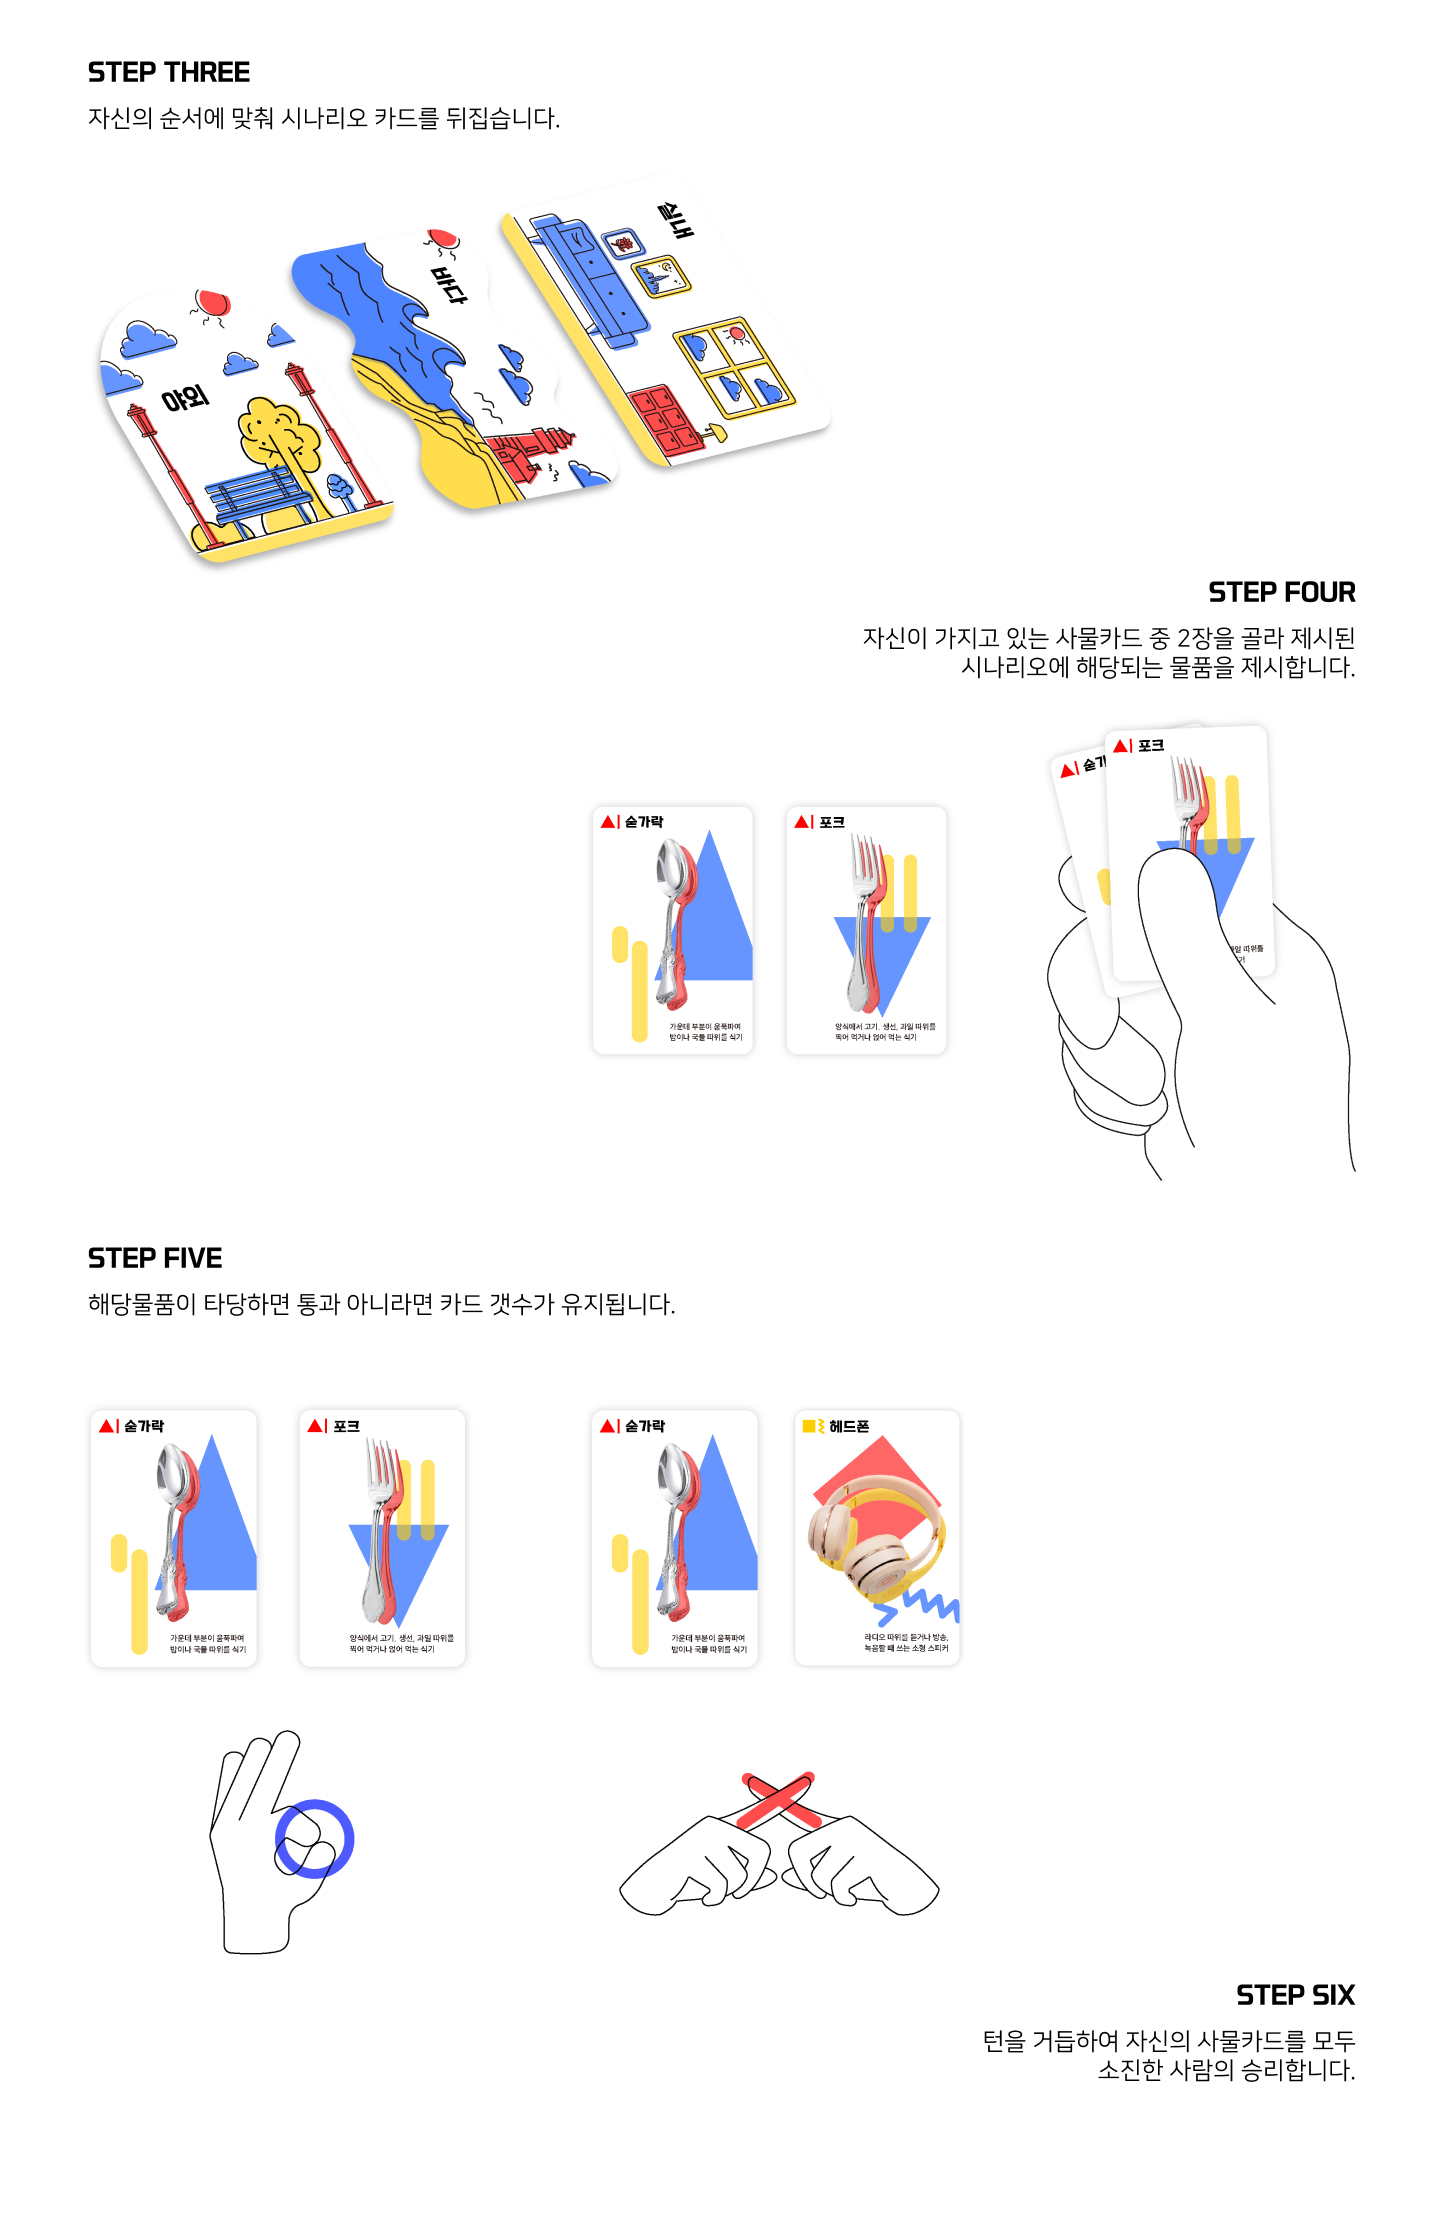 STEP THREE
자신의 순서에 맞춰 시나리오 카드를 뒤집습니다.
실내
바다
야외
STEP FOUR
자신이 가지고 있는 사물카드 중 2장을 골라 제시된
시나리오에 해당되는 물품을 제시합니다.
포크
숟가
숟가락
포크
따위를
가운데 부분이 움푹파여
밥이나 국물 따위를 식기
양식에서 고기, 생선, 과일 따위를
찍어 먹거나 얹어 먹는 식기
STEP FIVE
해당물품이 타당하면 통과 아니라면 카드 갯수가 유지됩니다.
숟가락
포크
숟가락
헤드폰
가운데 부분이 움푹파여
밥이나 국물 따위를 식기
양식에서 고기, 생선, 과일 따위를
찍어 먹거나 얹어 먹는 식기
가운데 부분이 움푹파여
밥이나 국물 따위를 식기
라디오 따위를 듣거나 방송,
녹음할 때 쓰는 소형 스피커
STEP SIX
턴을 거듭하여 자신의 사물카드를 모두
소진한 사람의 승리합니다.